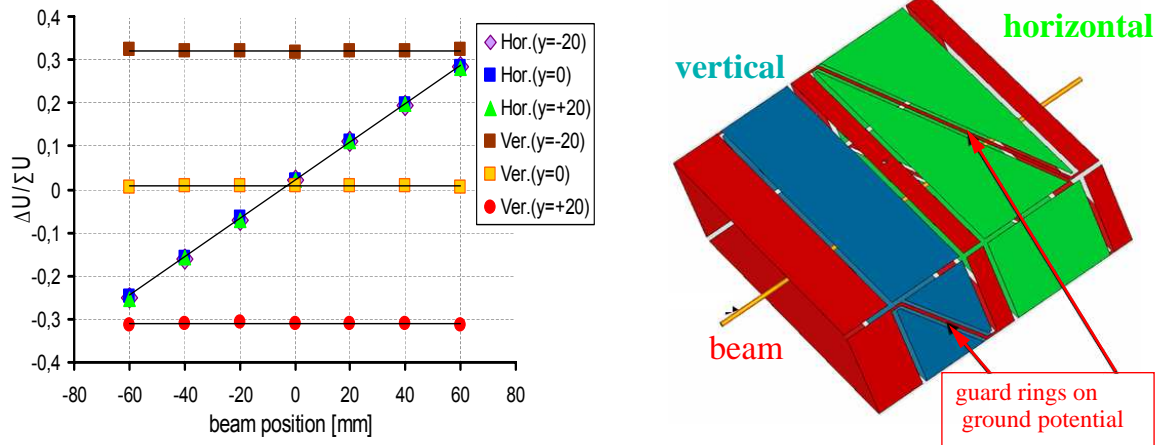 0,4
0,3
0,2
0,1
0
-0,1
-0,2
-0,3
-0,4
ΔU/ΣU
-80 -60 -40 -20 0 20 40 60 80
beam position [mm]
Hor.(y=-20)
Hor.(y=0)
Hor.(y=+20)
Ver.(y=-20)
Ver.(y=0)
Ver.(y=+20)
horizontal
vertical
beam
guard rings on
ground potential